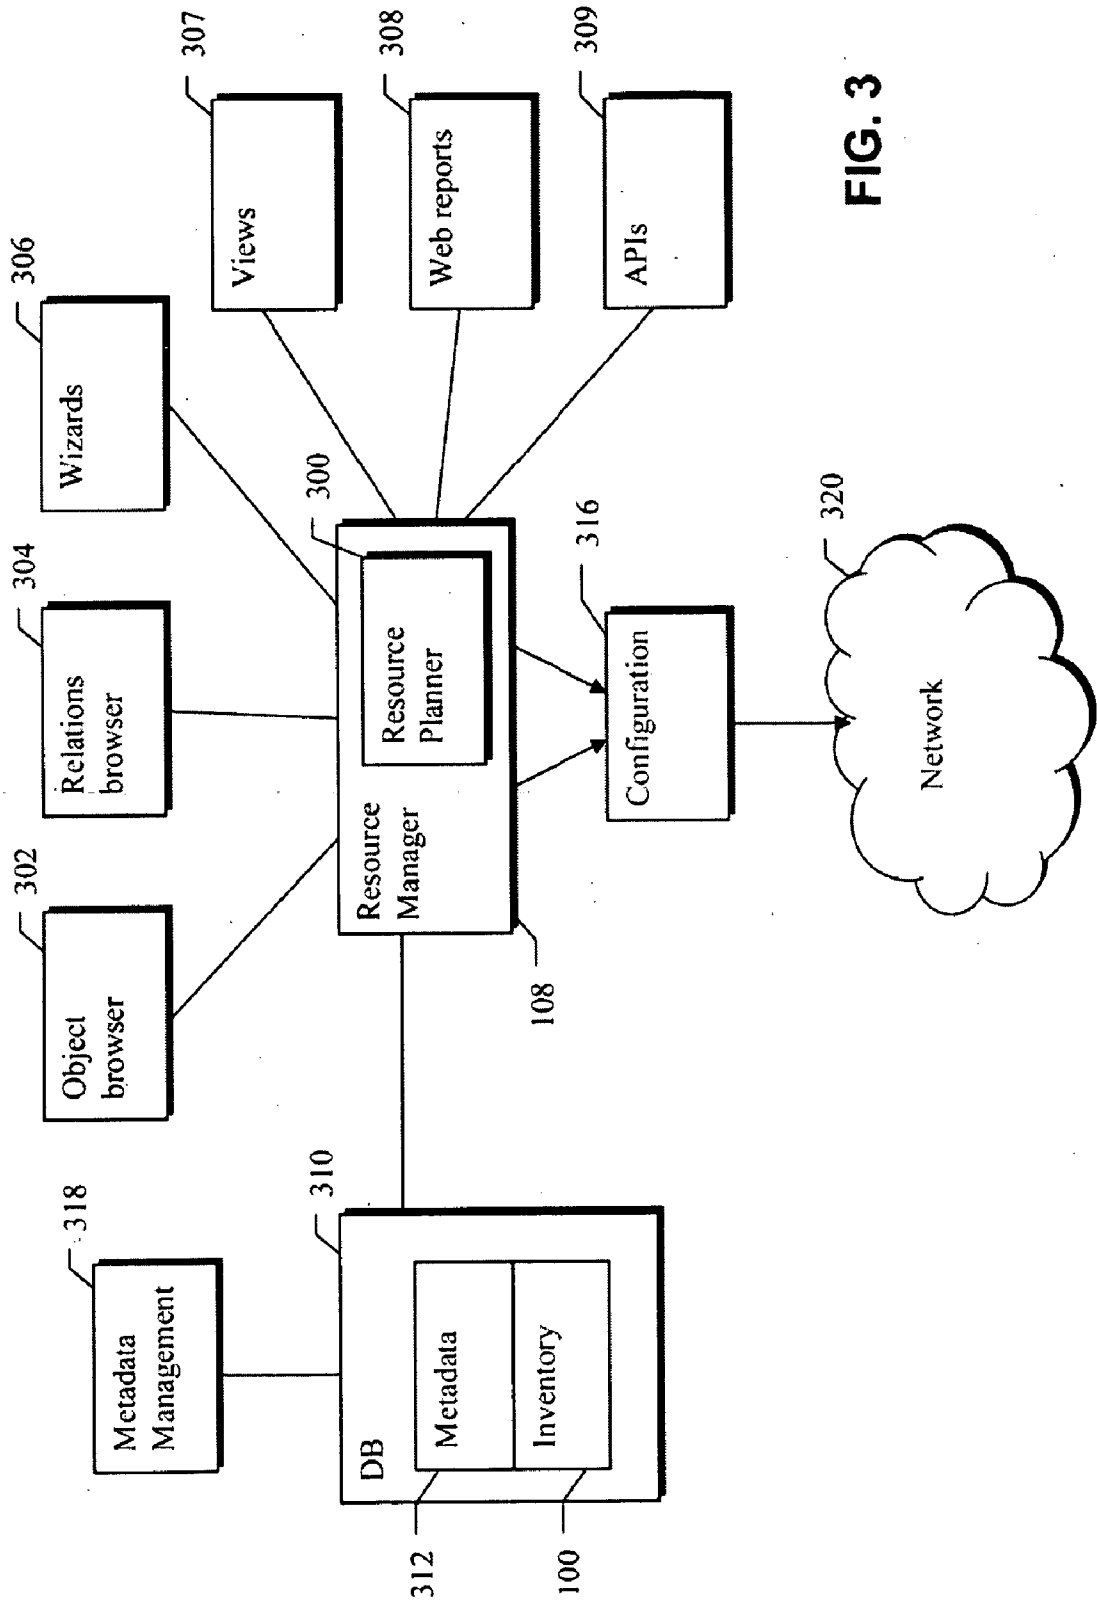 318
Metadata
Management
302
Object
browser
304
Relations
browser
306
Wizards
307
Views
308
Web reports
309
APIs
310
DB
Metadata
Inventory
312
100
Resource
Manager
108
300
Resource
Planner
316
Configuration
320
Network
FIG. 3